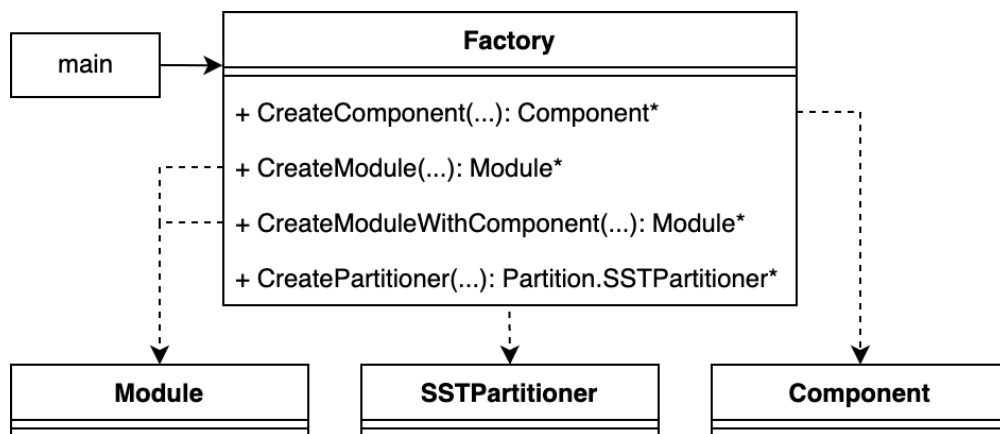 main
Factory
+ CreateComponent(...): Component*
+ CreateModule(...): Module*
+ CreateModuleWithComponent(...): Module*
+ CreatePartitioner(...): Partition.SSTPartitioner*
Module
SSTPartitioner
Component